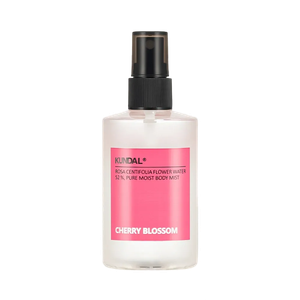 KUNDAL®
ROSA CENTIFOLIA FLOWER WATER
52%, PURE MOIST BODY MIST
CHERRY BLOSSOM